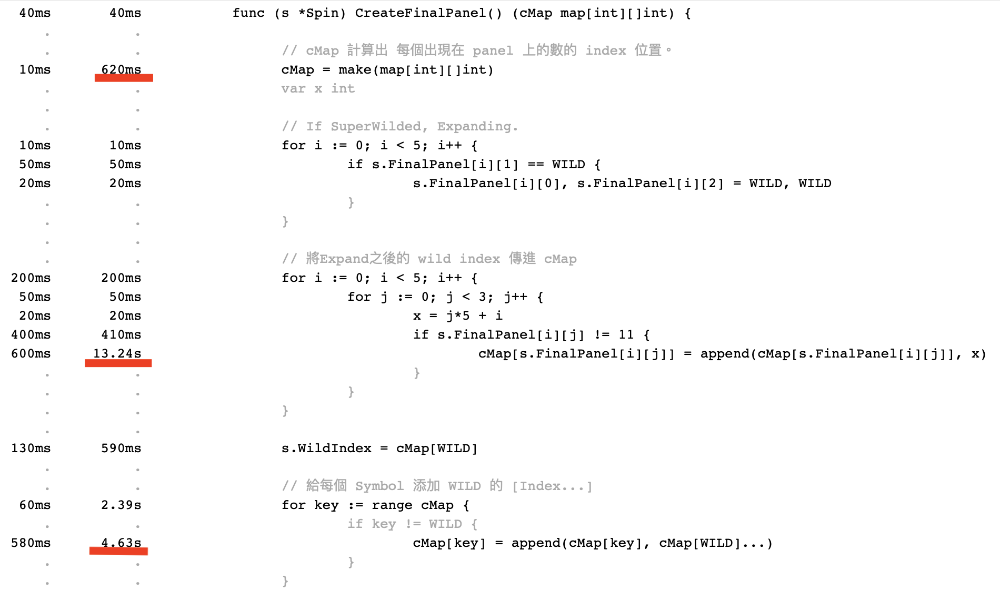 40ms 40ms func (s *Spin) CreateFinalPanel() (cMap map[int][]int) {
. .
. . // cMap 計算出 每個出現在 panel 上的數的 index 位置。
10ms 620ms cMap = make(map[int][]int)
. . var x int
. .
. . // If SuperWilded, Expanding.
10ms 10ms for i := 0; i < 5; i++ {
50ms 50ms if s.FinalPanel[i][1] == WILD {
20ms 20ms s.FinalPanel[i][0], s.FinalPanel[i][2] = WILD, WILD
. . }
. . }
. .
. . // 將Expand之後的 wild index 傳進 cMap
200ms 200ms for i := 0; i < 5; i++ {
50ms 50ms for j := 0; j < 3; j++ {
20ms 20ms x = j*5 + i
400ms 410ms if s.FinalPanel[i][j] != 11 {
600ms 13.24s cMap[s.FinalPanel[i][j]] = append(cMap[s.FinalPanel[i][j]], x)
. . }
. . }
. . }
. .
130ms 590ms s.WildIndex = cMap[WILD]
. .
. . // 給每個 Symbol 添加 WILD 的 [Index...]
60ms 2.39s for key := range cMap {
. . if key != WILD {
580ms 4.63s cMap[key] = append(cMap[key], cMap[WILD]...)
. . }
. . }